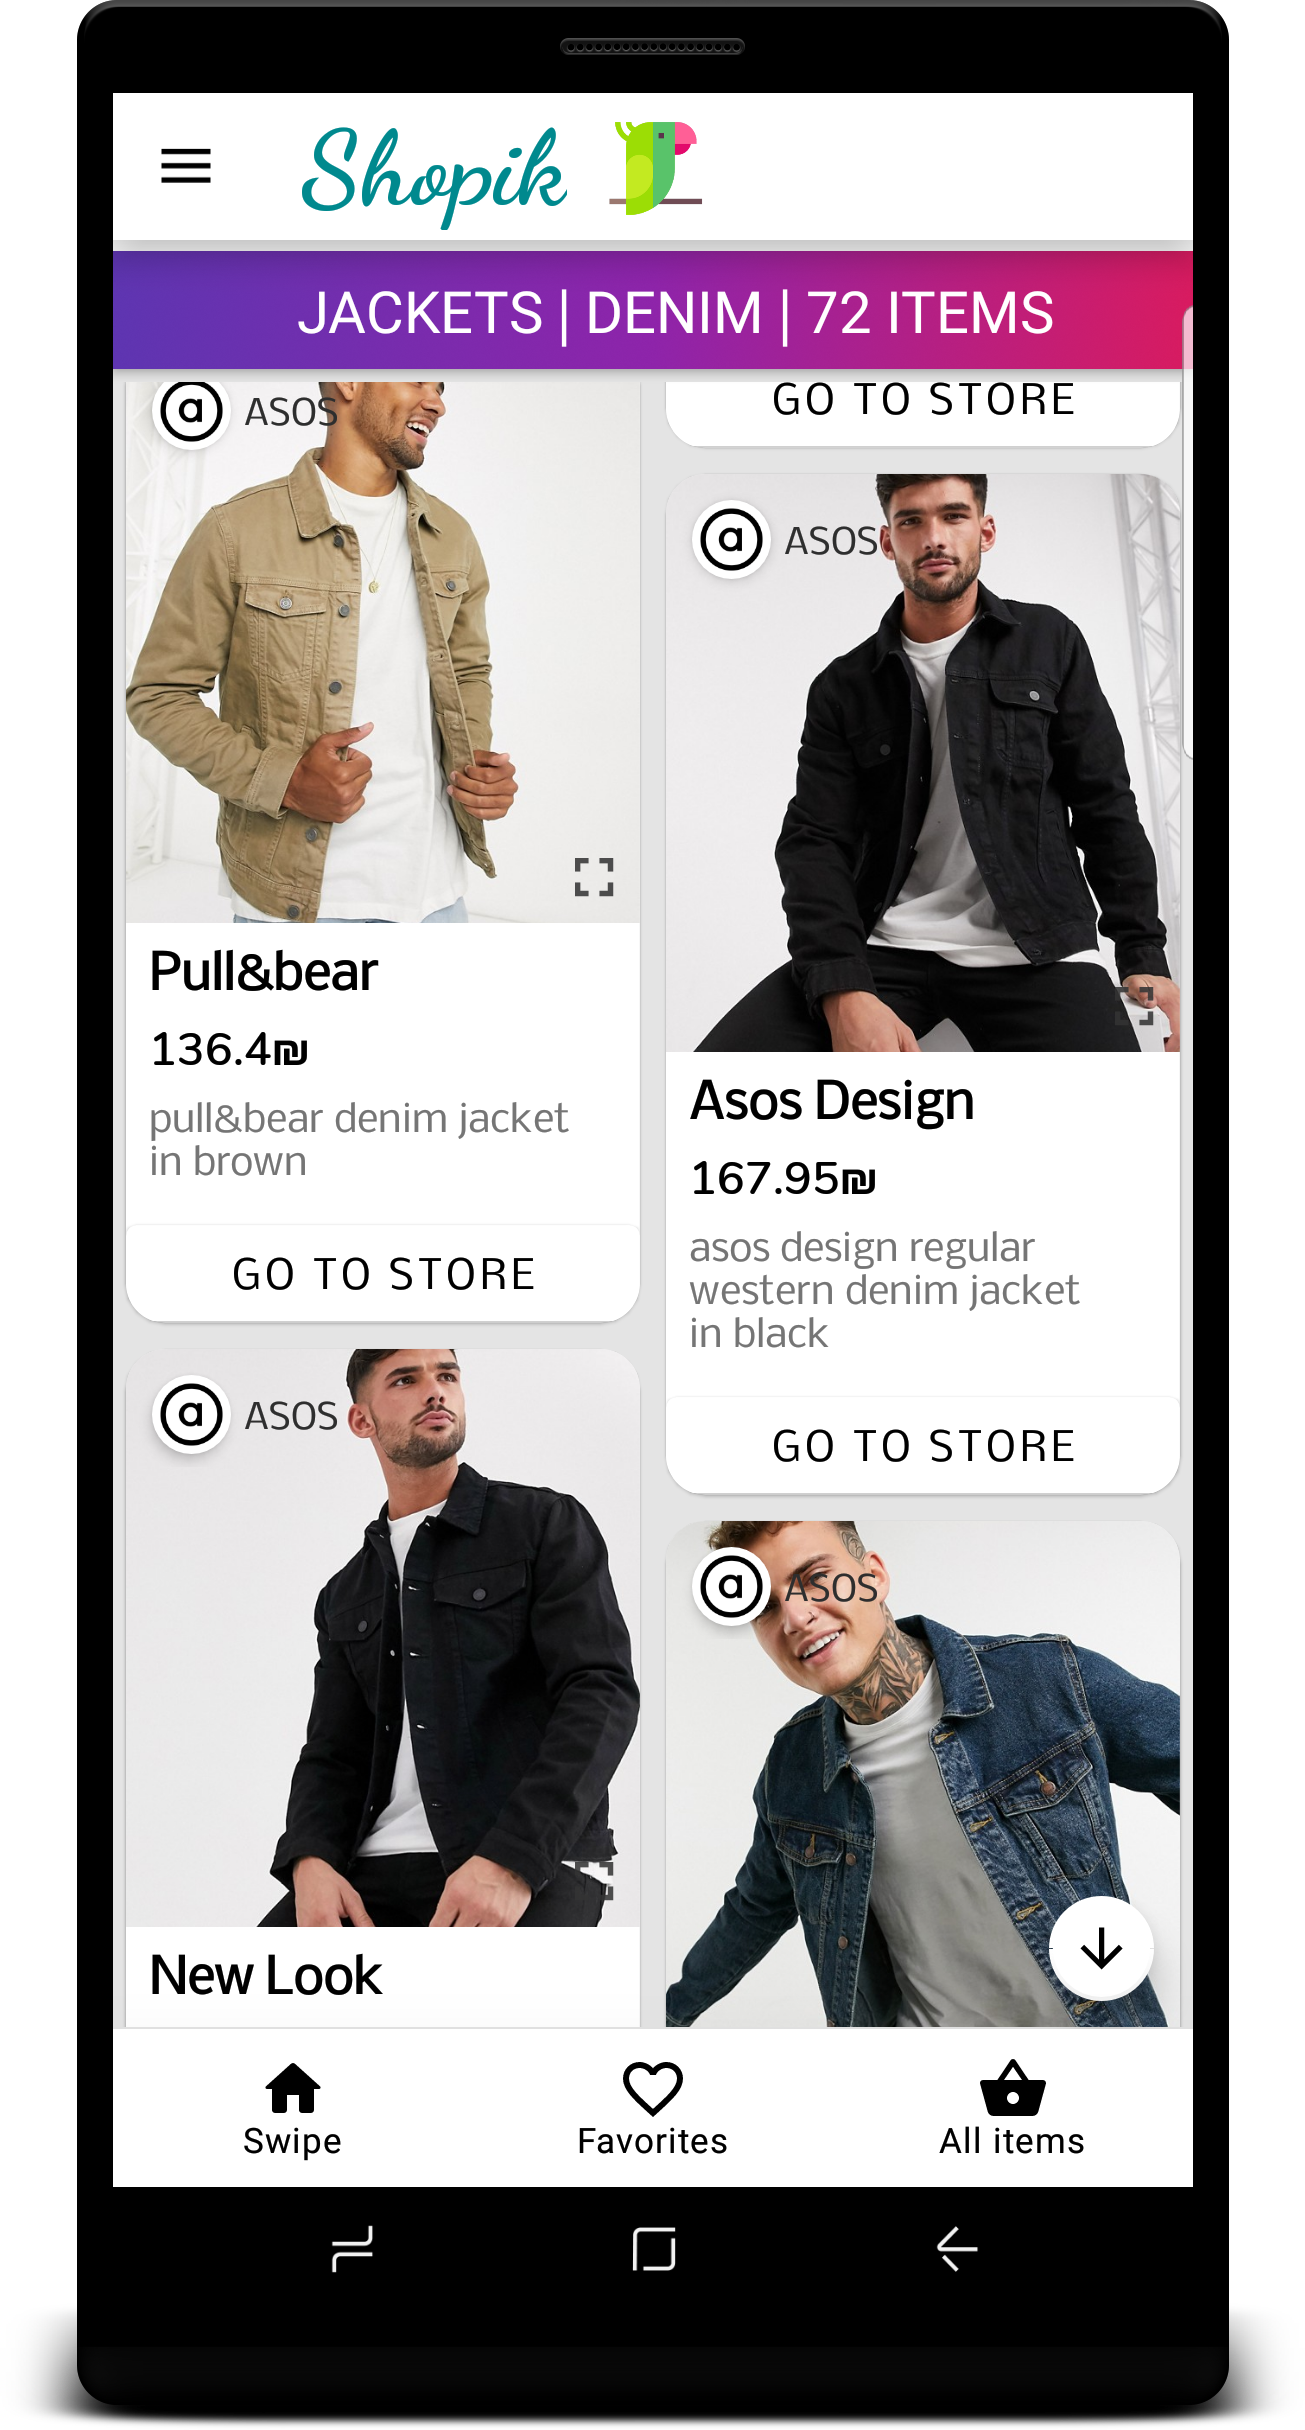 Shopik
JACKETS | DENIM | 72 ITEMS
a ASOS
Pull&bear
136.4₪
pull&bear denim jacket
in brown
GO TO STORE
a ASOS
New Look
GO TO STORE
a ASOS
Asos Design
167.95₪
asos design regular
western denim jacket
in black
GO TO STORE
a ASOS
Swipe
Favorites
All items